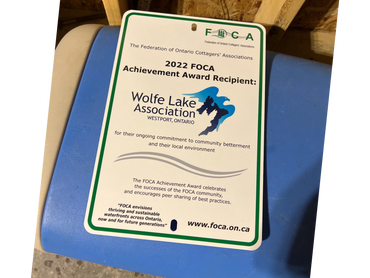 FOCA
Federation of Ontario Cottagers' Associations
The Federation of Ontario Cottagers' Associations
2022 FOCA
Achievement Award Recipient:
Wolfe Lake
Association
WESTPORT, ONTARIO
for their ongoing commitment to community betterment
and their local environment
The FOCA Achievement Award celebrates
the successes of the FOCA community,
and encourages peer sharing of best practices.
"FOCA envisions
thriving and sustainable
waterfronts across Ontario,
now and for future generations"
www.foca.on.ca